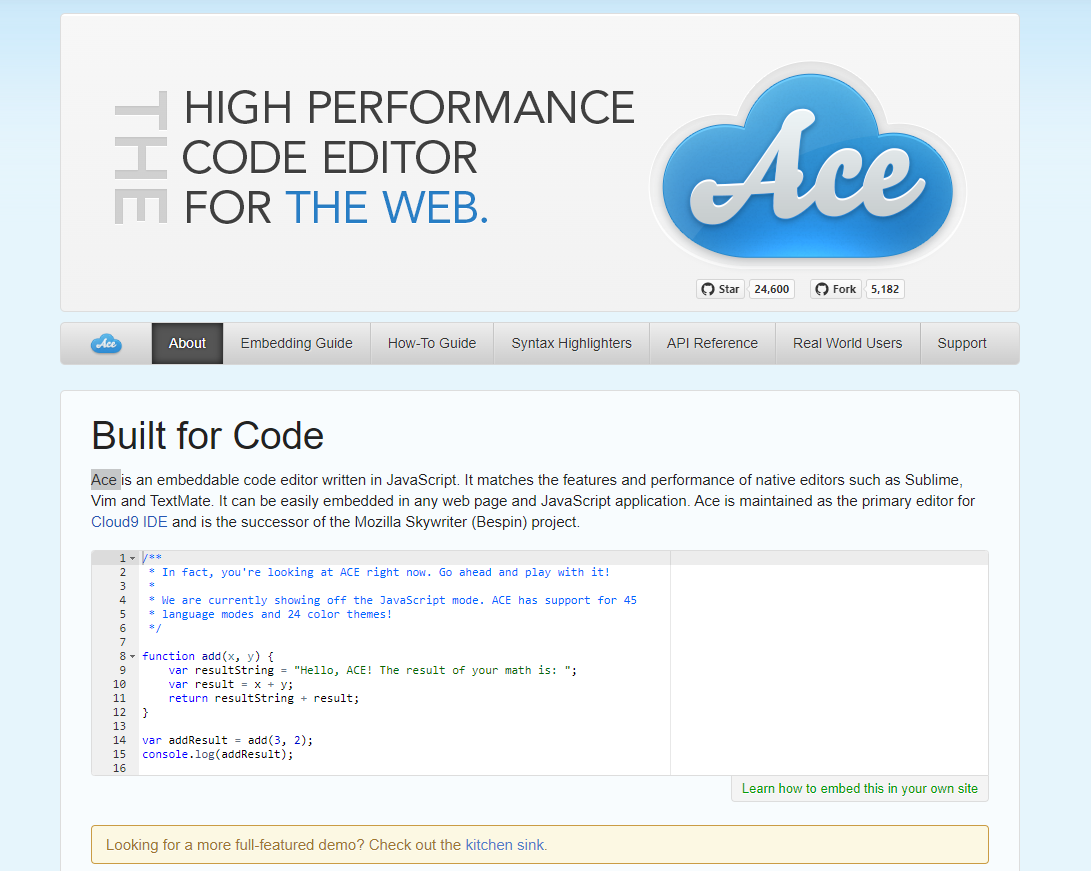 THE
HIGH PERFORMANCE
CODE EDITOR
FOR THE WEB.
Ace
Star 24,600 Fork 5,182
Ace About Embedding Guide How-To Guide Syntax Highlighters API Reference Real World Users Support
Built for Code
Ace is an embeddable code editor written in JavaScript. It matches the features and performance of native editors such as Sublime,
Vim and TextMate. It can be easily embedded in any web page and JavaScript application. Ace is maintained as the primary editor for
Cloud9 IDE and is the successor of the Mozilla Skywriter (Bespin) project.
1 /**
2 * In fact, you're looking at ACE right now. Go ahead and play with it!
3 *
4 * We are currently showing off the JavaScript mode. ACE has support for 45
5 * language modes and 24 color themes!
6 */
7
8 function add(x, y) {
9 var resultString = "Hello, ACE! The result of your math is: ";
10 var result = x + y;
11 return resultString + result;
12 }
13
14 var addResult = add(3, 2);
15 console.log(addResult);
16
Learn how to embed this in your own site
Looking for a more full-featured demo? Check out the kitchen sink.